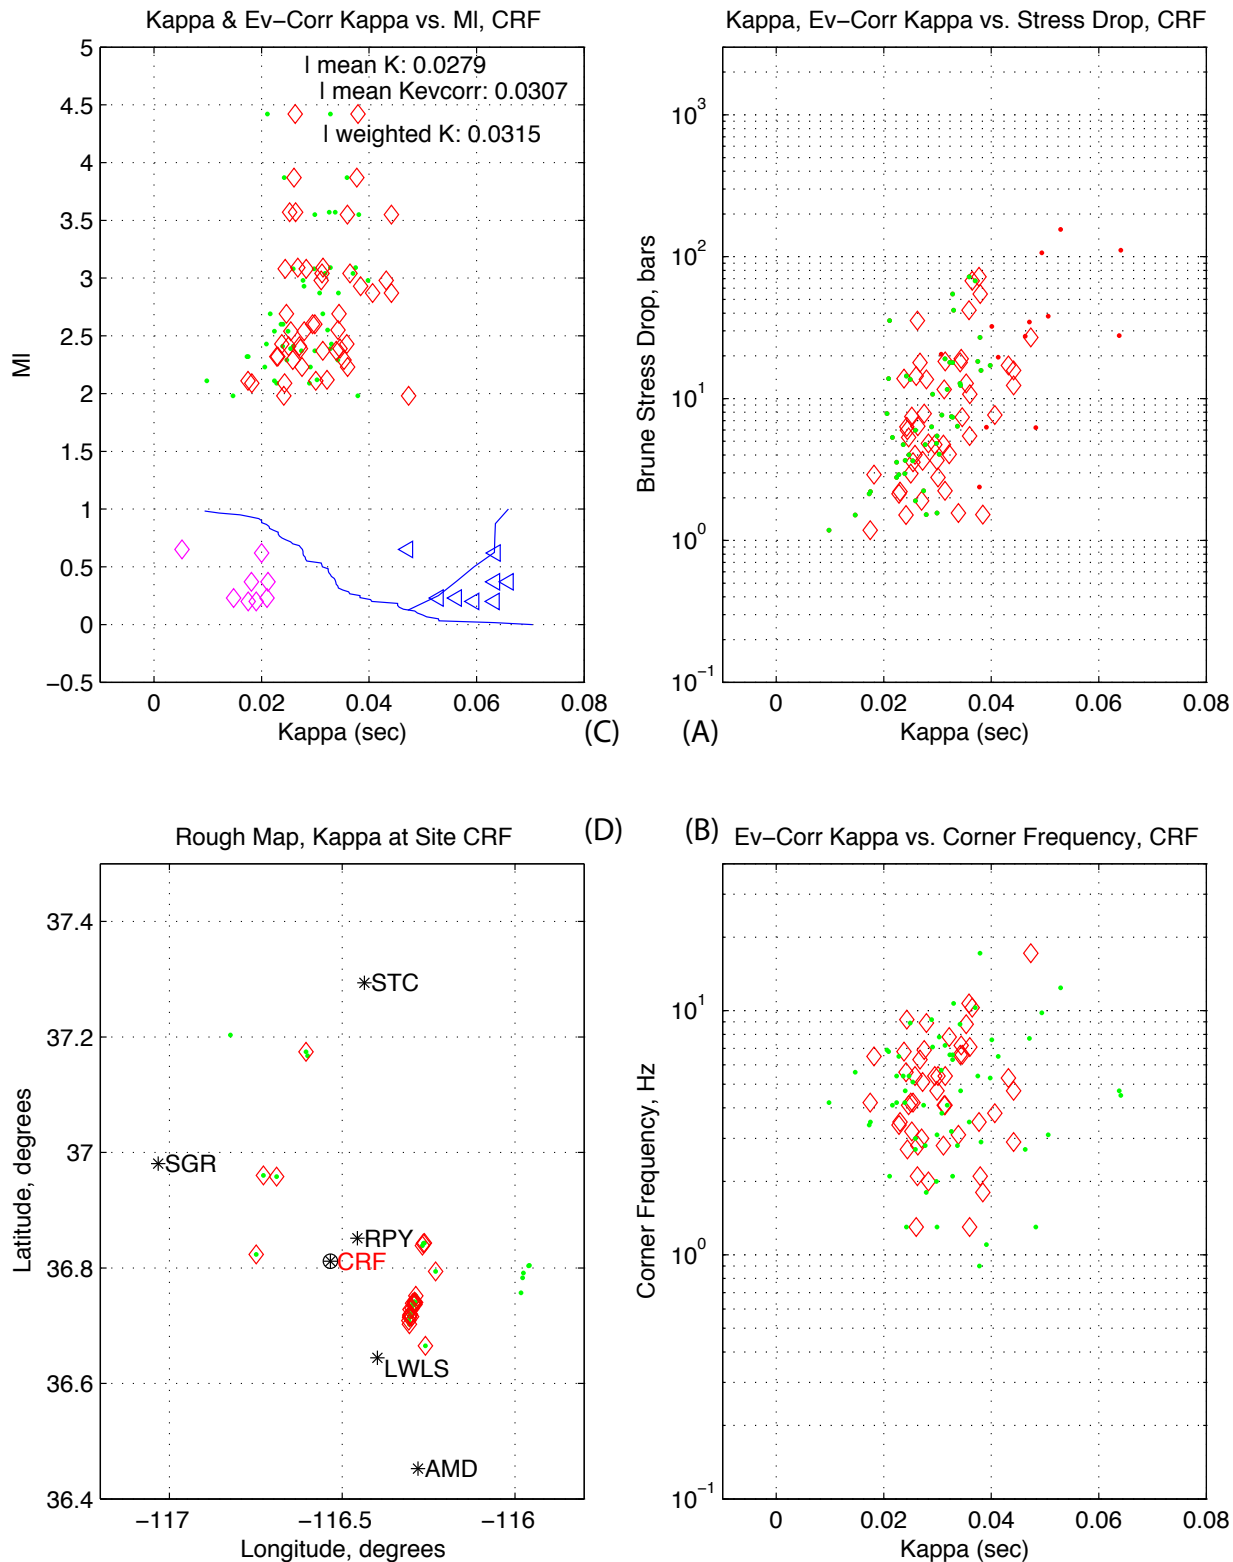 Kappa & Ev−Corr Kappa vs. Ml, CRF
l mean K: 0.0279
l mean Kevcorr: 0.0307
l weighted K: 0.0315
5
4.5
4
3.5
3
2.5
2
1.5
1
0.5
0
−0.5
Ml
0 0.02 0.04 0.06 0.08
Kappa (sec)
(C)
Kappa, Ev−Corr Kappa vs. Stress Drop, CRF
10^3
10^2
10^1
10^0
10^−1
Brune Stress Drop, bars
0 0.02 0.04 0.06 0.08
(A)
Kappa (sec)
Rough Map, Kappa at Site CRF
(D)
37.4
37.2
37
36.8
36.6
36.4
Latitude, degrees
STC
SGR
RPY
CRF
LWLS
AMD
−117 −116.5 −116
Longitude, degrees
(B)
Ev−Corr Kappa vs. Corner Frequency, CRF
10^1
10^0
10^−1
Corner Frequency, Hz
0 0.02 0.04 0.06 0.08
Kappa (sec)